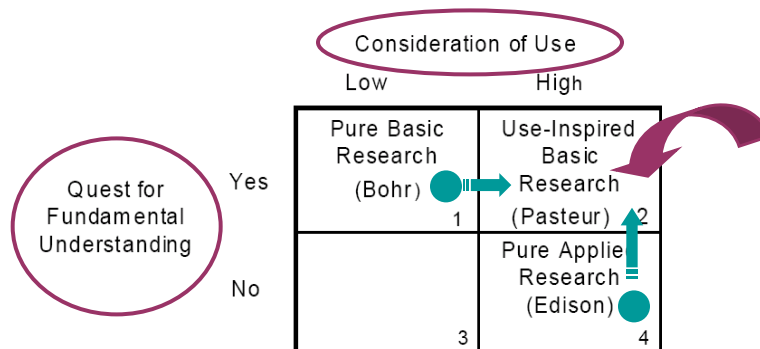 Consideration of Use
Low High
Pure Basic
Research
(Bohr)
1
Use-Inspired
Basic
Research
(Pasteur) 2
Quest for
Fundamental
Understanding
Yes
No
3
Pure Applied
Research
(Edison)
4